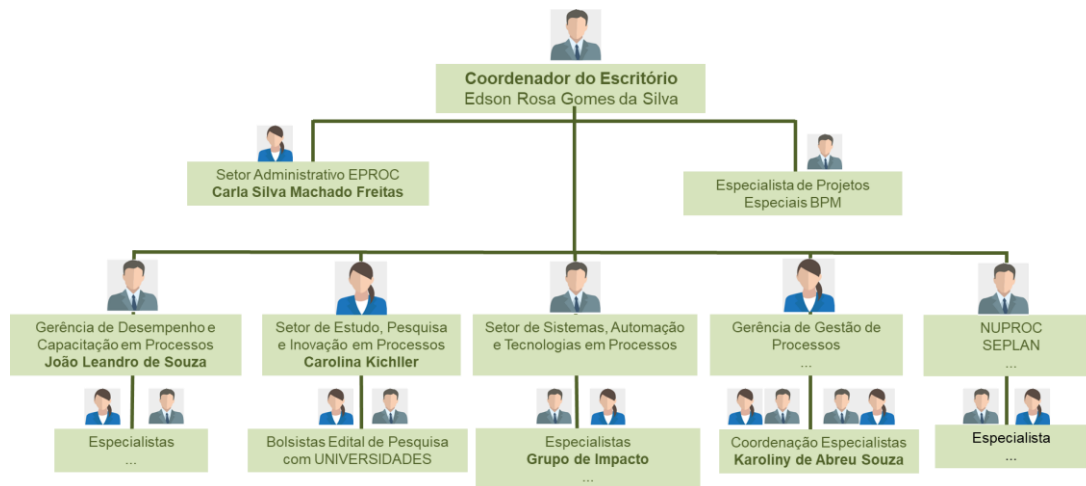 Coordenador do Escritório
Edson Rosa Gomes da Silva
Setor Administrativo EPROC
Carla Silva Machado Freitas
Especialista de Projetos
Especiais BPM
Gerência de Desempenho e
Capacitação em Processos
João Leandro de Souza
Setor de Estudo, Pesquisa
e Inovação em Processos
Carolina Kichller
Setor de Sistemas, Automação
e Tecnologias em Processos
Gerência de Gestão de
Processos
...
NUPROC
SEPLAN
...
Especialistas
...
Bolsistas Edital de Pesquisa
com UNIVERSIDADES
Especialistas
Grupo de Impacto
...
Coordenação Especialistas
Karoliny de Abreu Souza
Especialista
...